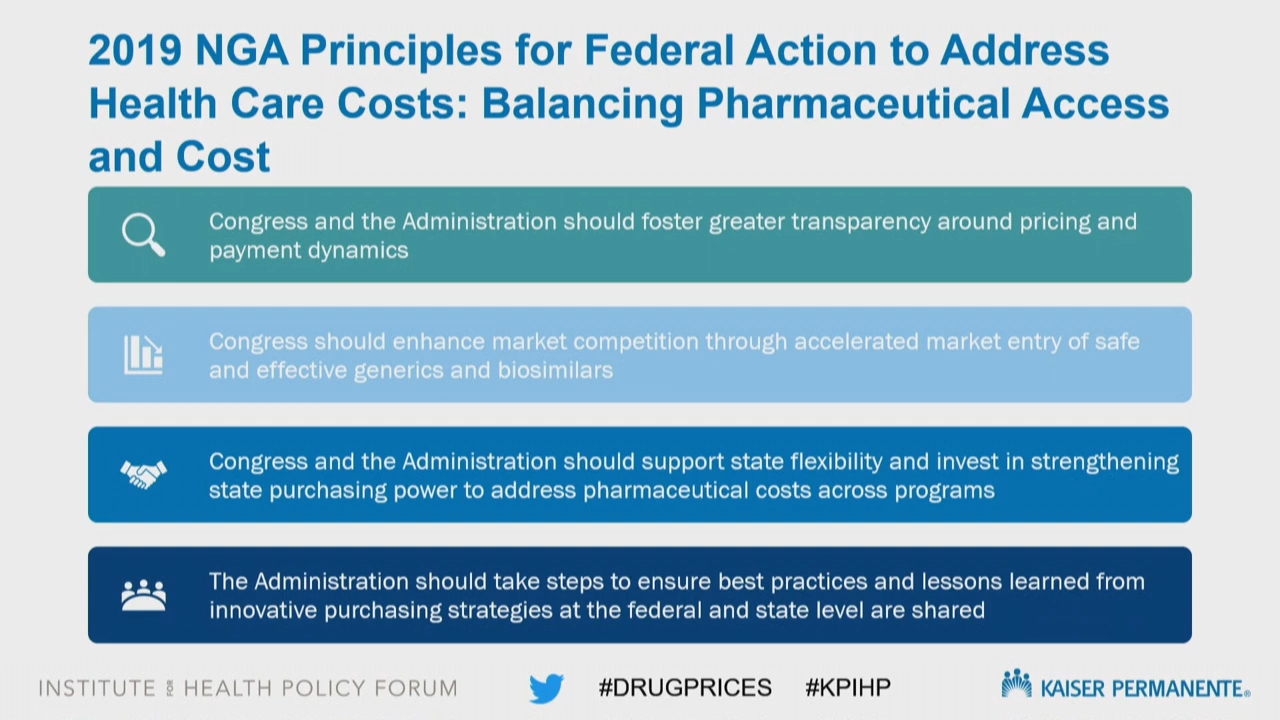 2019 NGA Principles for Federal Action to Address
Health Care Costs: Balancing Pharmaceutical Access
and Cost
Congress and the Administration should foster greater transparency around pricing and
payment dynamics
Congress should enhance market competition through accelerated market entry of safe
and effective generics and biosimilars
Congress and the Administration should support state flexibility and invest in strengthening
state purchasing power to address pharmaceutical costs across programs
The Administration should take steps to ensure best practices and lessons learned from
innovative purchasing strategies at the federal and state level are shared
INSTITUTE FOR HEALTH POLICY FORUM #DRUGPRICES #KPIHP KAISER PERMANENTE®